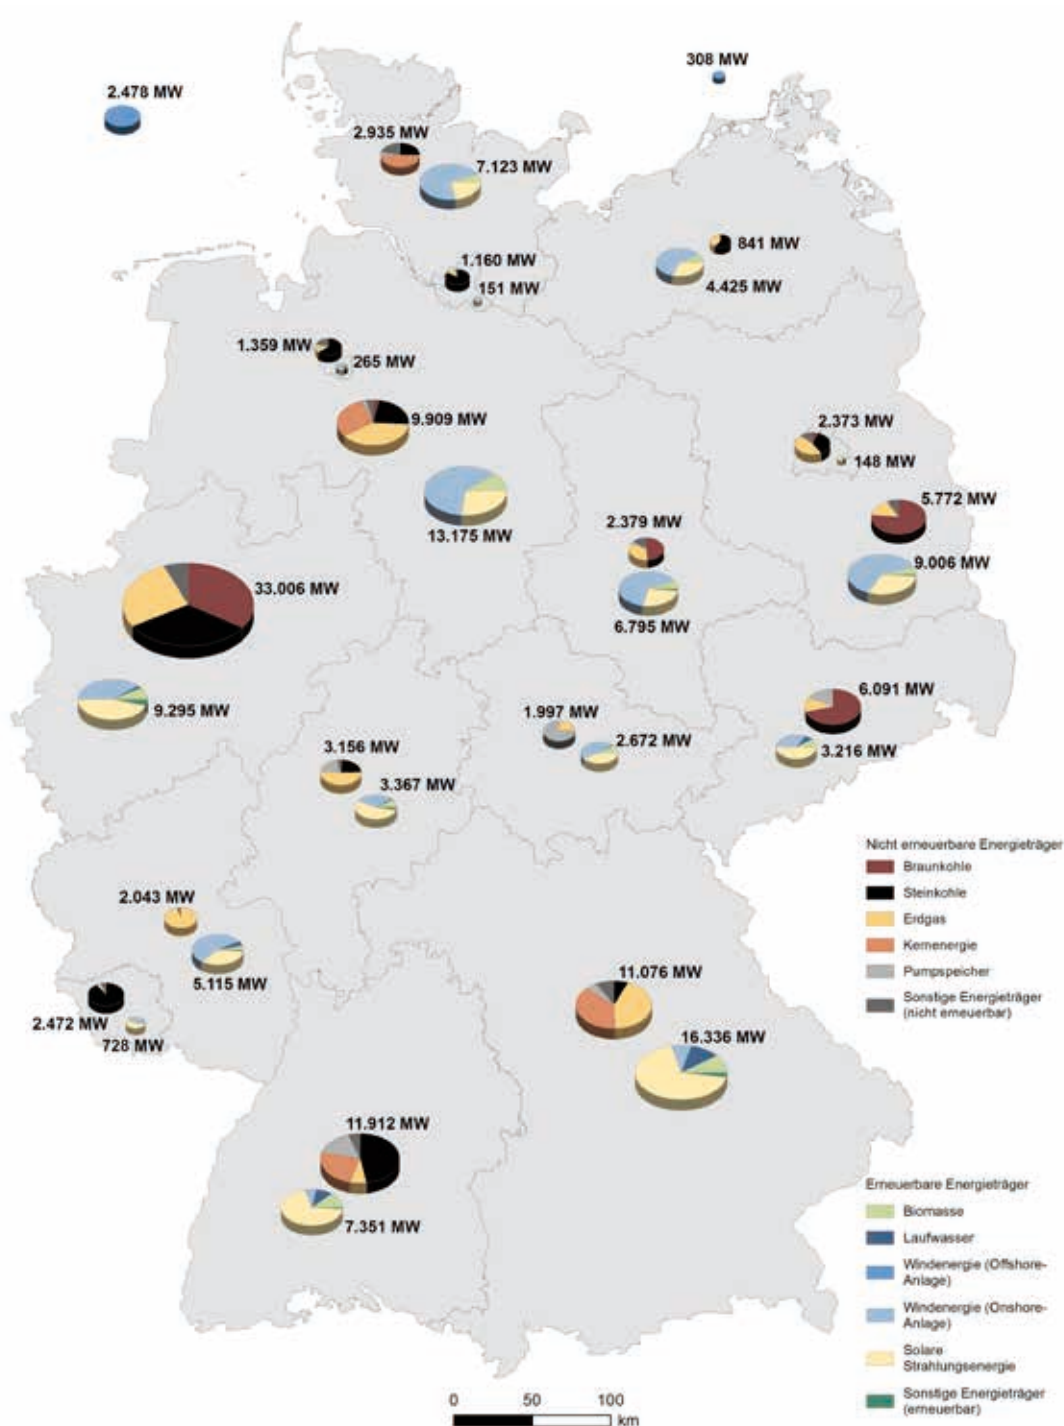 308 MW
2.478 MW
2.935 MW
7.123 MW
841 MW
1.160 MW
4.425 MW
151 MW
1.359 MW
265 MW
9.909 MW
2.373 MW
148 MW
5.772 MW
13.175 MW
2.379 MW
9.006 MW
33.006 MW
6.795 MW
6.091 MW
9.295 MW
1.997 MW
2.672 MW
3.216 MW
3.156 MW
3.367 MW
Nicht erneuerbare Energieträger
Braunkohle
Steinkohle
Erdgas
Kernenergie
Pumpspeicher
Sonstige Energieträger
(nicht erneuerbar)
2.043 MW
5.115 MW
11.076 MW
2.472 MW
728 MW
16.336 MW
11.912 MW
7.351 MW
Erneuerbare Energieträger
Biomasse
Laufwasser
Windenergie (Offshore-
Anlage)
Windenergie (Onshore-
Anlage)
Solare
Strahlungsenergie
Sonstige Energieträger
(erneuerbar)
0 50 100
km